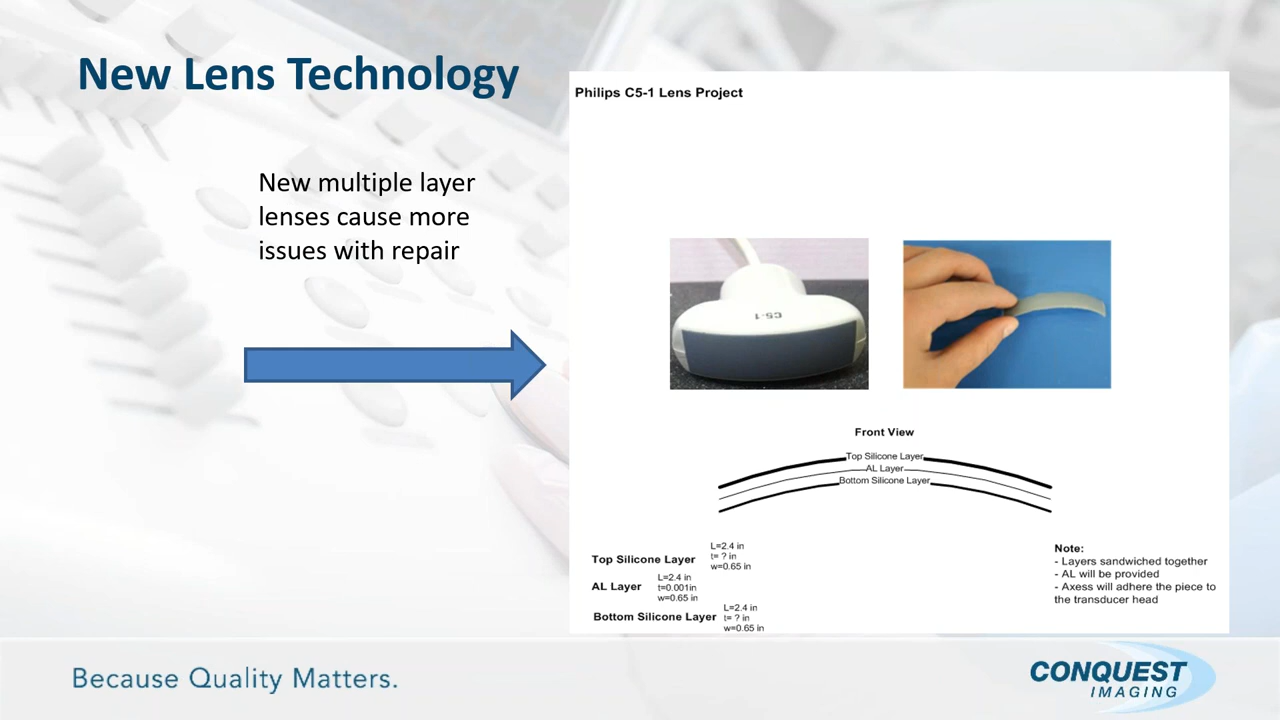 New Lens Technology
New multiple layer
lenses cause more
issues with repair
Philips C5-1 Lens Project
C5-1
Front View
Top Silicone Layer
AL Layer
Bottom Silicone Layer
Top Silicone Layer
L=2.4 in
t= ? in
w=0.65 in
AL Layer
L=2.4 in
t=0.001in
w=0.65 in
Bottom Silicone Layer
L=2.4 in
t= ? in
w=0.65 in
Note:
- Layers sandwiched together
- AL will be provided
- Axess will adhere the piece to
the transducer head
Because Quality Matters.
CONQUEST
IMAGING